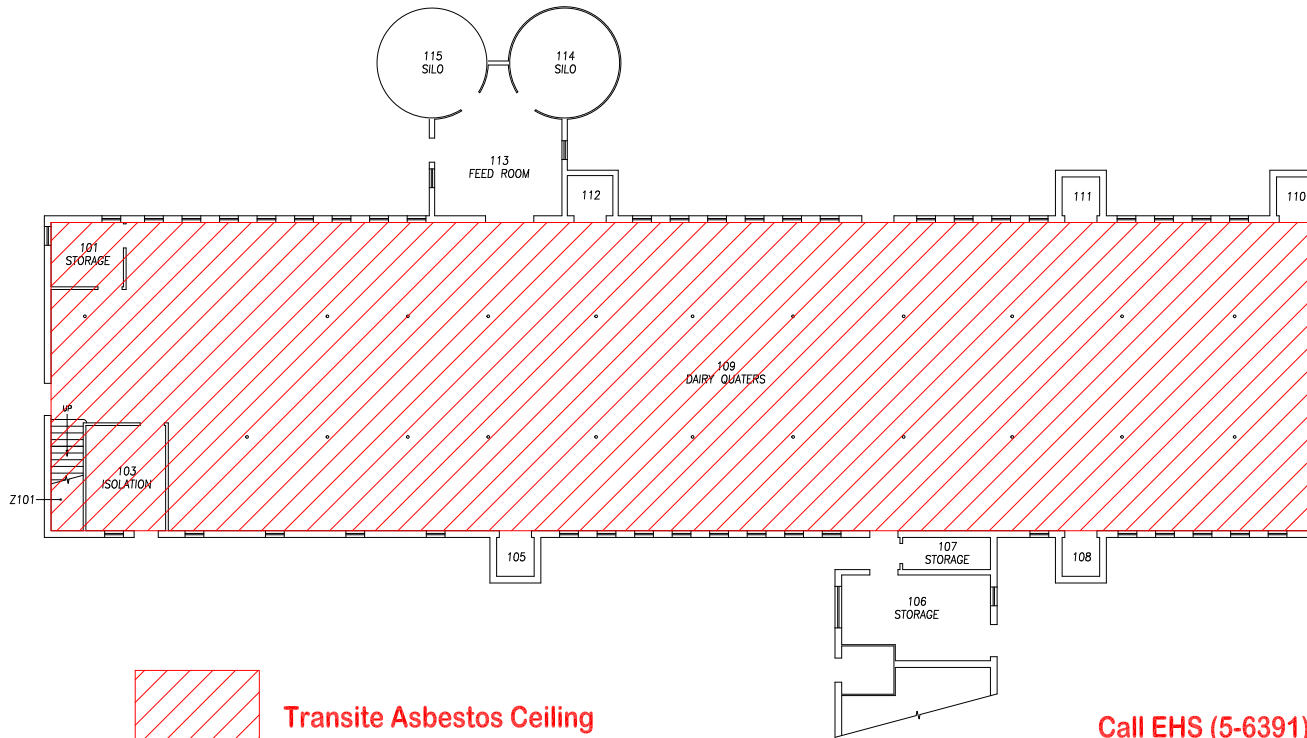 115
SILO
114
SILO
113
FEED ROOM
112
111
110
101
STORAGE
109
DAIRY QUATERS
UP
103
ISOLATION
Z101
105
107
STORAGE
108
106
STORAGE
Transite Asbestos Ceiling
Call EHS (5-6391)